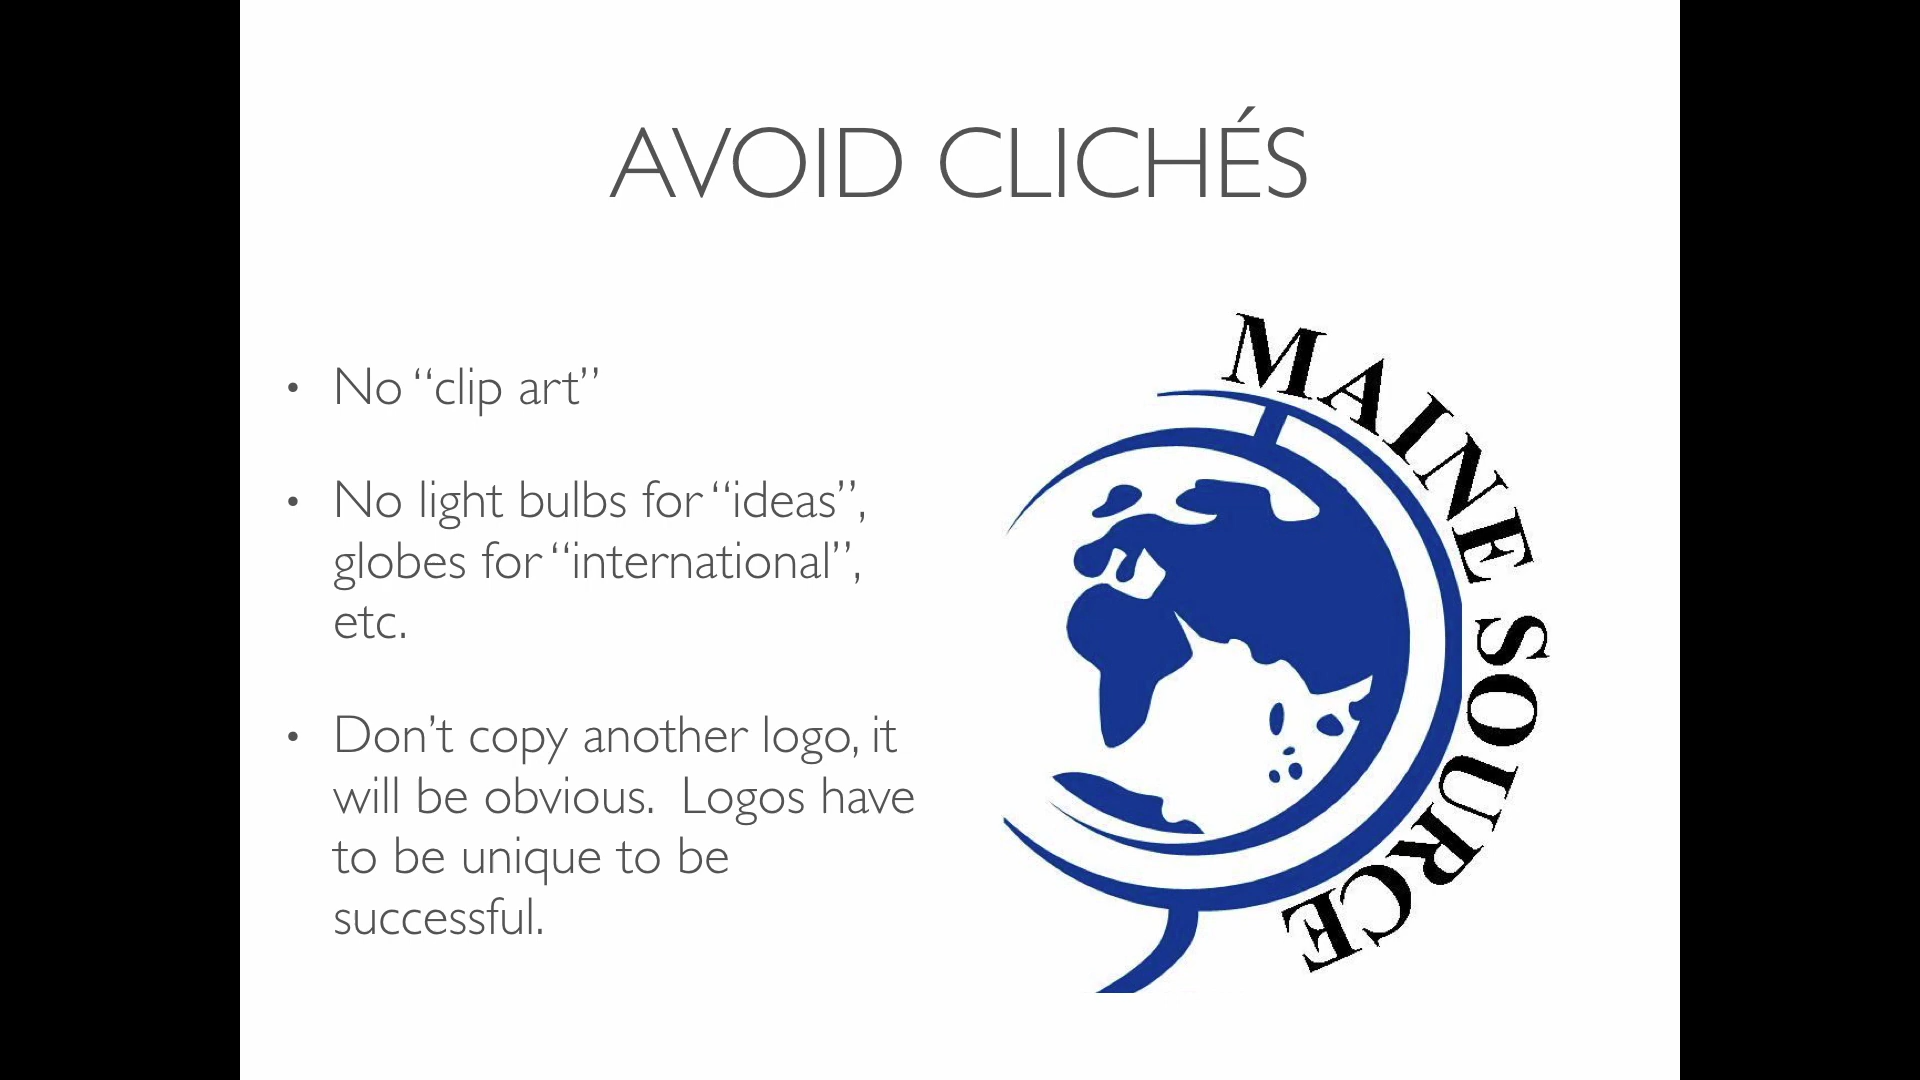 AVOID CLICHÉS
• No “clip art”
• No light bulbs for “ideas”,
globes for “international”,
etc.
• Don’t copy another logo, it
will be obvious.  Logos have
to be unique to be
successful.
MAINE SOURCE